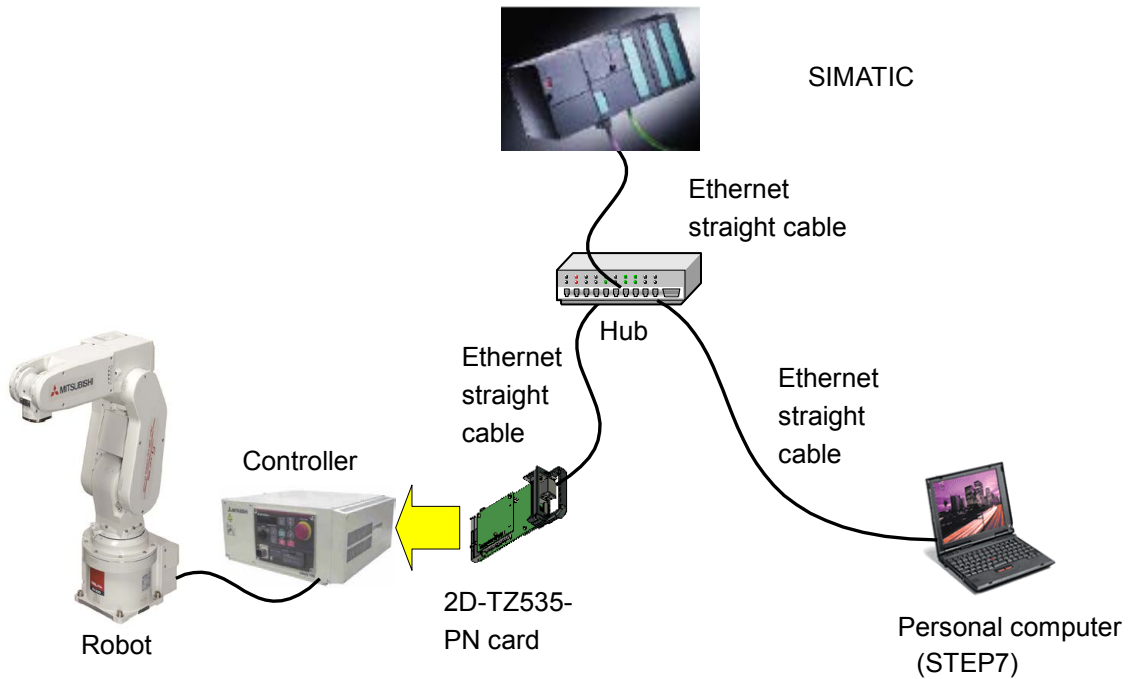 SIMATIC
Ethernet
straight cable
Hub
Ethernet
straight
cable
Ethernet
straight
cable
Controller
MITSUBISHI
2D-TZ535-
PN card
Robot
Personal computer
(STEP7)